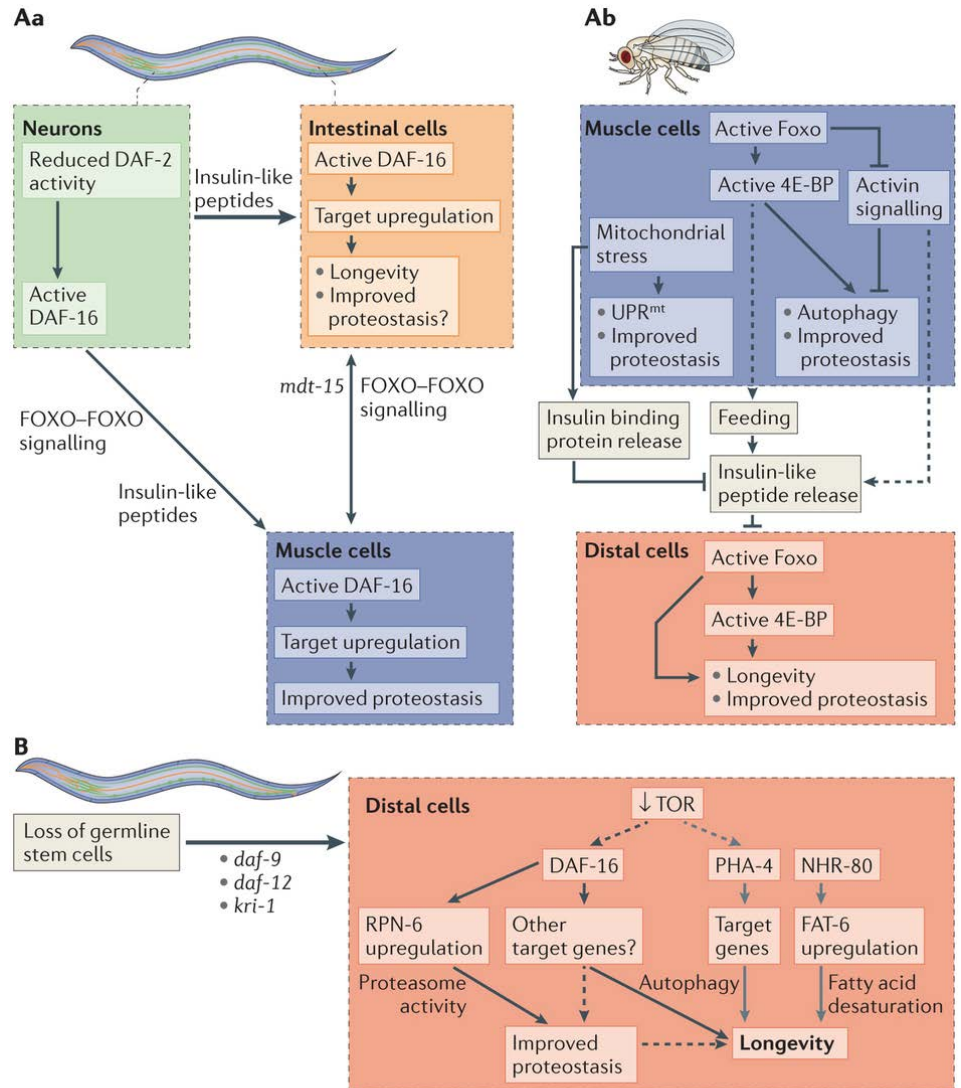 Aa
Neurons
Reduced DAF-2
activity
Active
DAF-16
Insulin-like
peptides
Intestinal cells
Active DAF-16
Target upregulation
• Longevity
• Improved
proteostasis?
FOXO–FOXO
signalling
Insulin-like
peptides
mdt-15
FOXO–FOXO
signalling
Muscle cells
Active DAF-16
Target upregulation
Improved proteostasis
Ab
Muscle cells
Active Foxo
Active 4E-BP
Activin
signalling
Mitochondrial
stress
• UPRmt
• Improved
proteostasis
• Autophagy
• Improved
proteostasis
Insulin binding
protein release
Feeding
Insulin-like
peptide release
Distal cells
Active Foxo
Active 4E-BP
• Longevity
• Improved proteostasis
B
Loss of germline
stem cells
• daf-9
• daf-12
• kri-1
Distal cells
↓ TOR
DAF-16
PHA-4
NHR-80
RPN-6
upregulation
Other
target genes?
Target
genes
FAT-6
upregulation
Proteasome
activity
Autophagy
Fatty acid
desaturation
Improved
proteostasis
Longevity